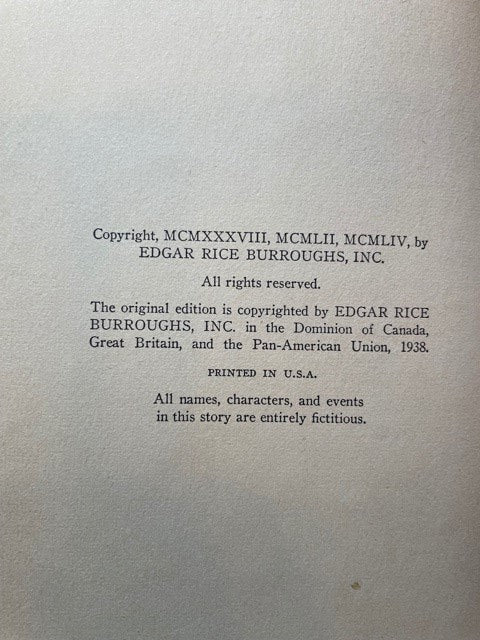 Copyright, MCMXXXVIII, MCMLII, MCMLIV, by
EDGAR RICE BURROUGHS, INC.
All rights reserved.
The original edition is copyrighted by EDGAR RICE
BURROUGHS, INC. in the Dominion of Canada,
Great Britain, and the Pan-American Union, 1938.
PRINTED IN U.S.A.
All names, characters, and events
in this story are entirely fictitious.